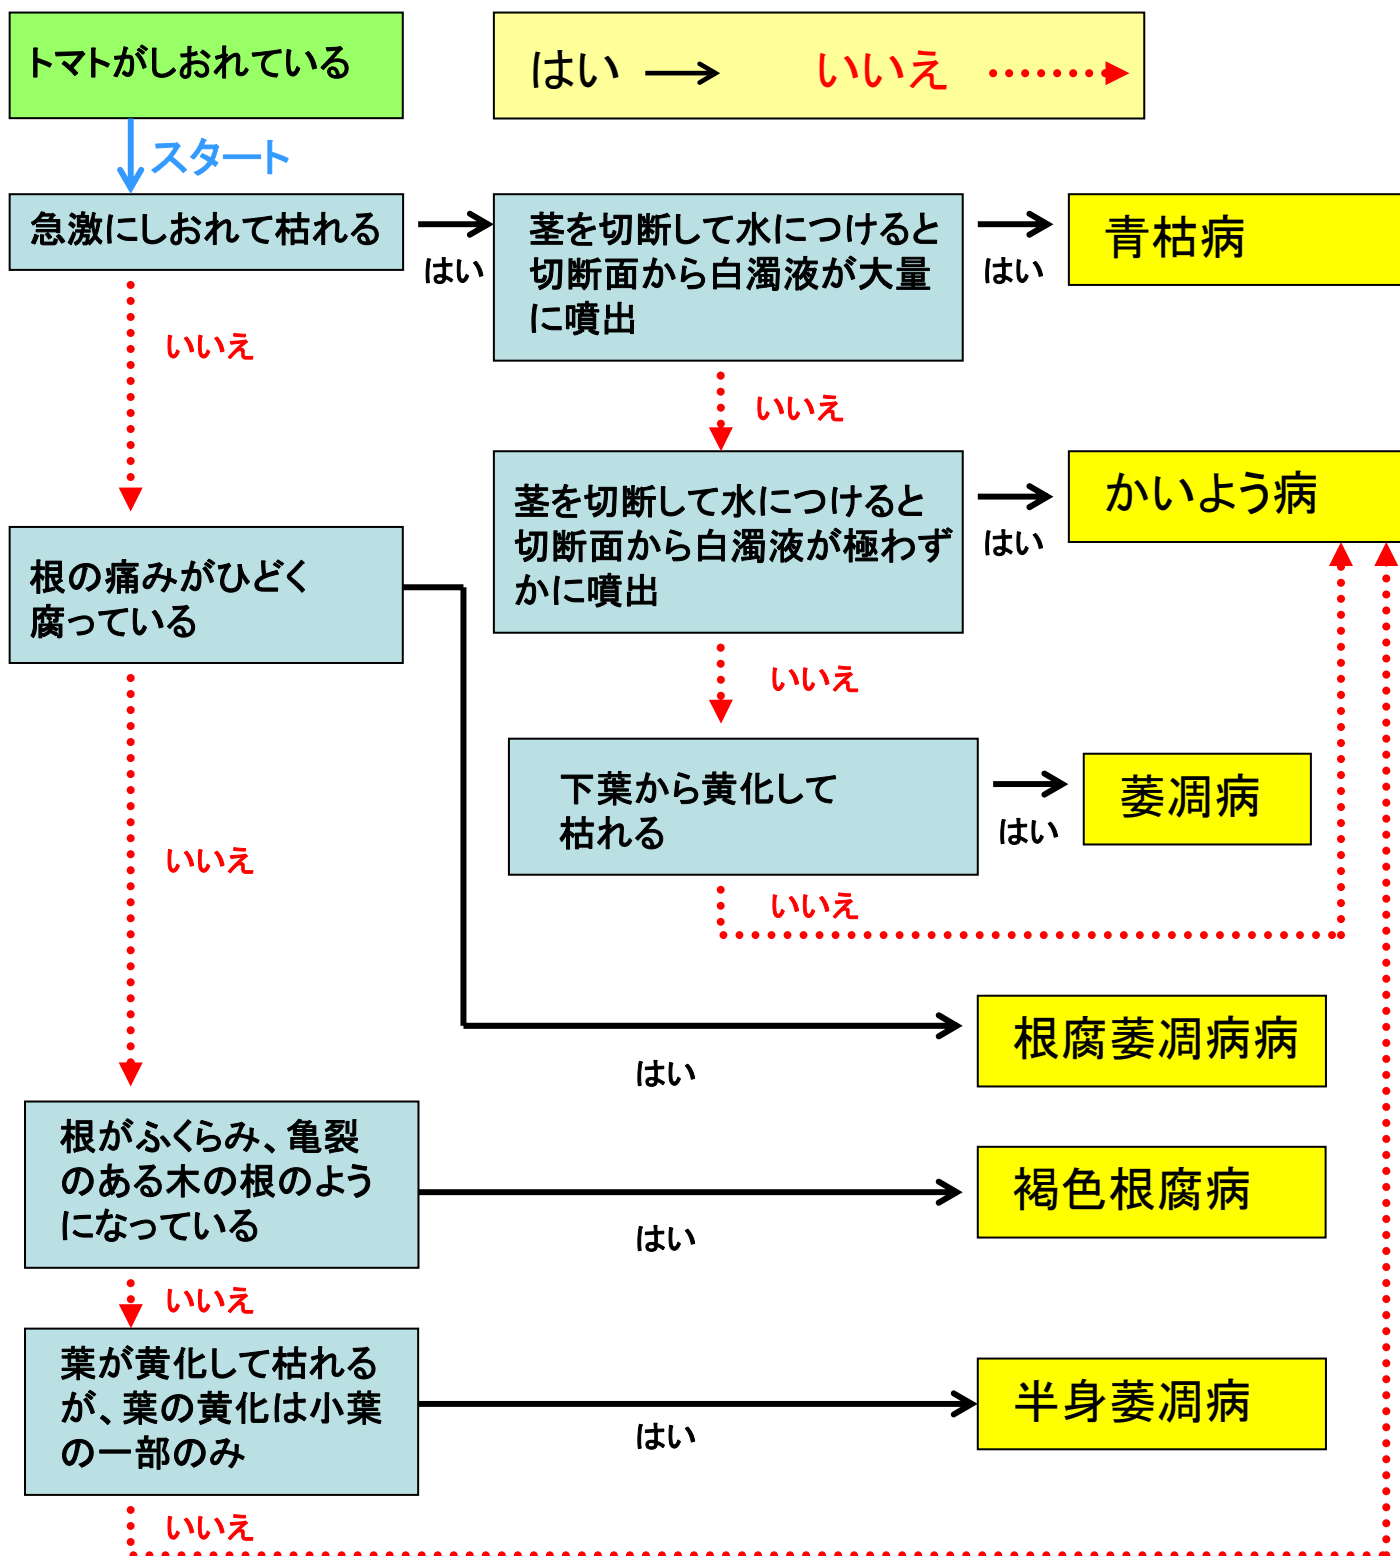 トマトがしおれている
はい
いいえ
スタート
急激にしおれて枯れる
はい
茎を切断して水につけると
切断面から白濁液が大量
に噴出
はい
青枯病
いいえ
いいえ
茎を切断して水につけると
切断面から白濁液が極わず
かに噴出
はい
かいよう病
根の痛みがひどく
腐っている
いいえ
下葉から黄化して
枯れる
はい
萎凋病
いいえ
いいえ
はい
根腐萎凋病病
根がふくらみ、亀裂
のある木の根のよう
になっている
はい
褐色根腐病
いいえ
葉が黄化して枯れる
が、葉の黄化は小葉
の一部のみ
はい
半身萎凋病
いいえ